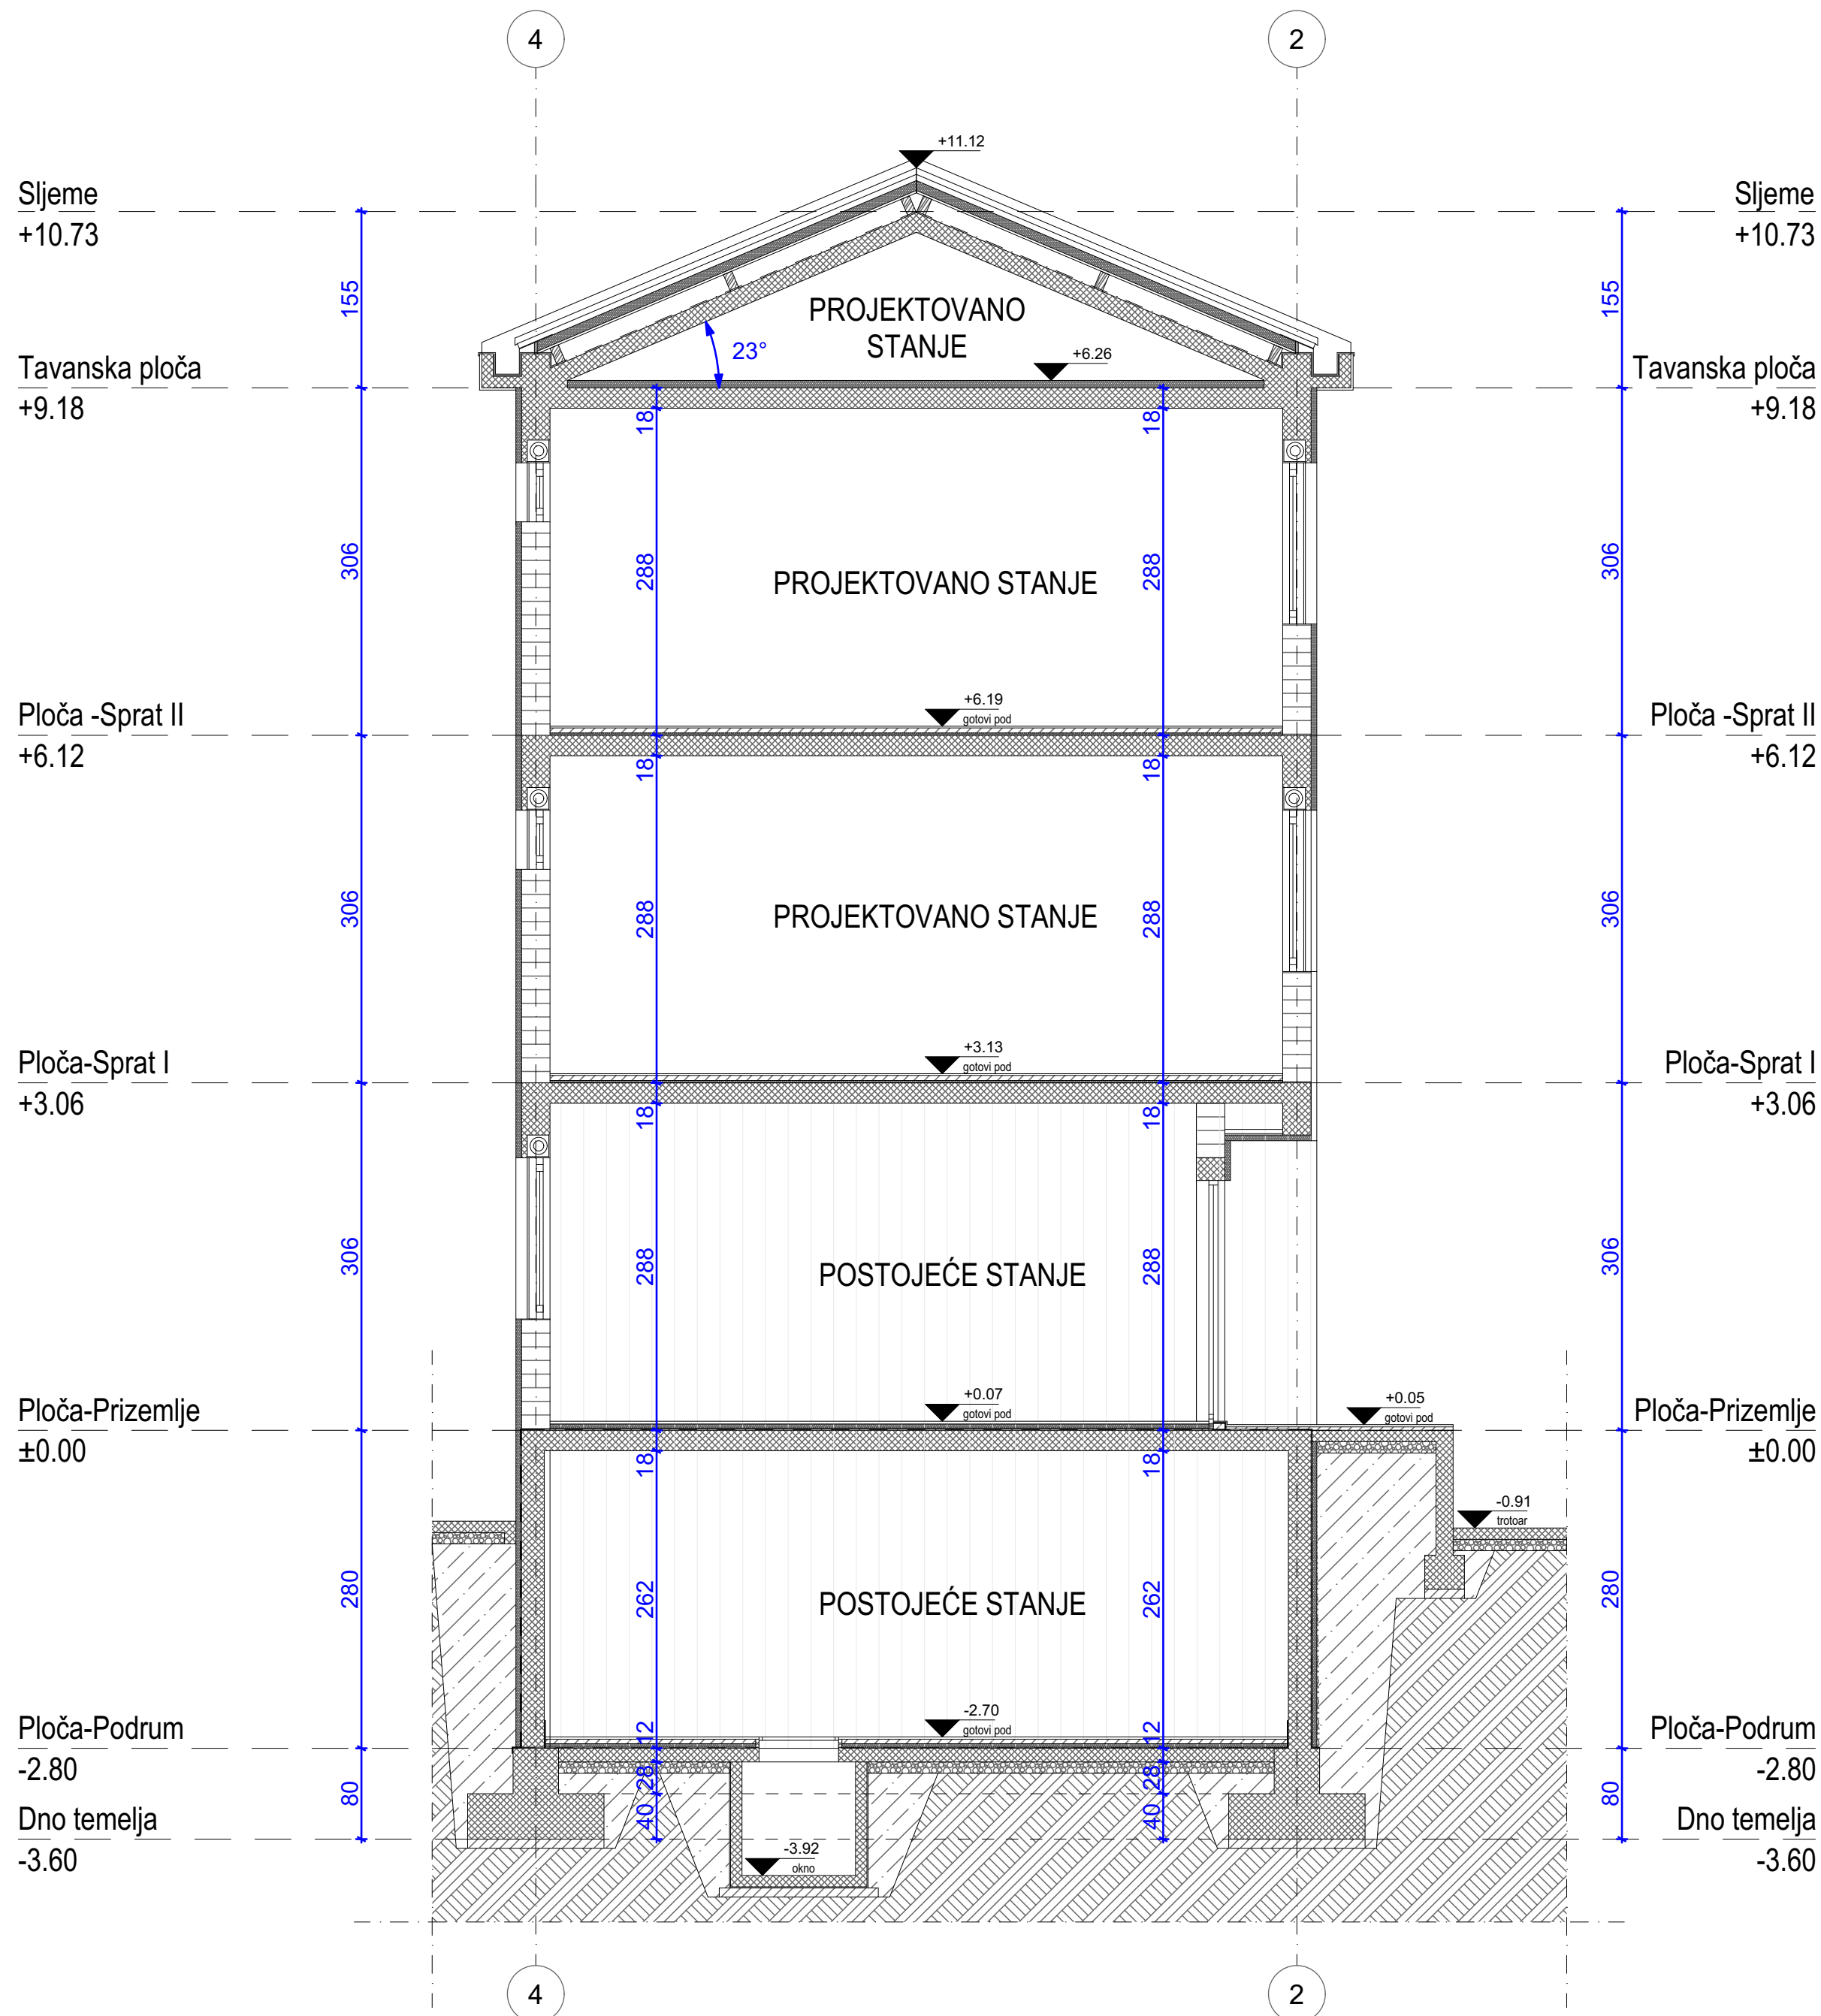 4
2
+11.12
Sljeme
+10.73
Sljeme
+10.73
155
155
PROJEKTOVANO
STANJE
23°
+6.26
Tavanska ploča
+9.18
Tavanska ploča
+9.18
18
18
306
288
PROJEKTOVANO STANJE
288
306
+6.19
gotovi pod
Ploča -Sprat II
+6.12
Ploča -Sprat II
+6.12
18
18
306
288
PROJEKTOVANO STANJE
288
306
+3.13
gotovi pod
Ploča-Sprat I
+3.06
Ploča-Sprat I
+3.06
18
18
306
288
POSTOJEĆE STANJE
288
306
+0.07
gotovi pod
+0.05
gotovi pod
Ploča-Prizemlje
±0.00
Ploča-Prizemlje
±0.00
18
18
-0.91
trotoar
280
262
POSTOJEĆE STANJE
262
280
-2.70
gotovi pod
Ploča-Podrum
-2.80
Ploča-Podrum
-2.80
12
12
28
28
80
40
40
80
Dno temelja
-3.60
Dno temelja
-3.60
-3.92
okno
4
2